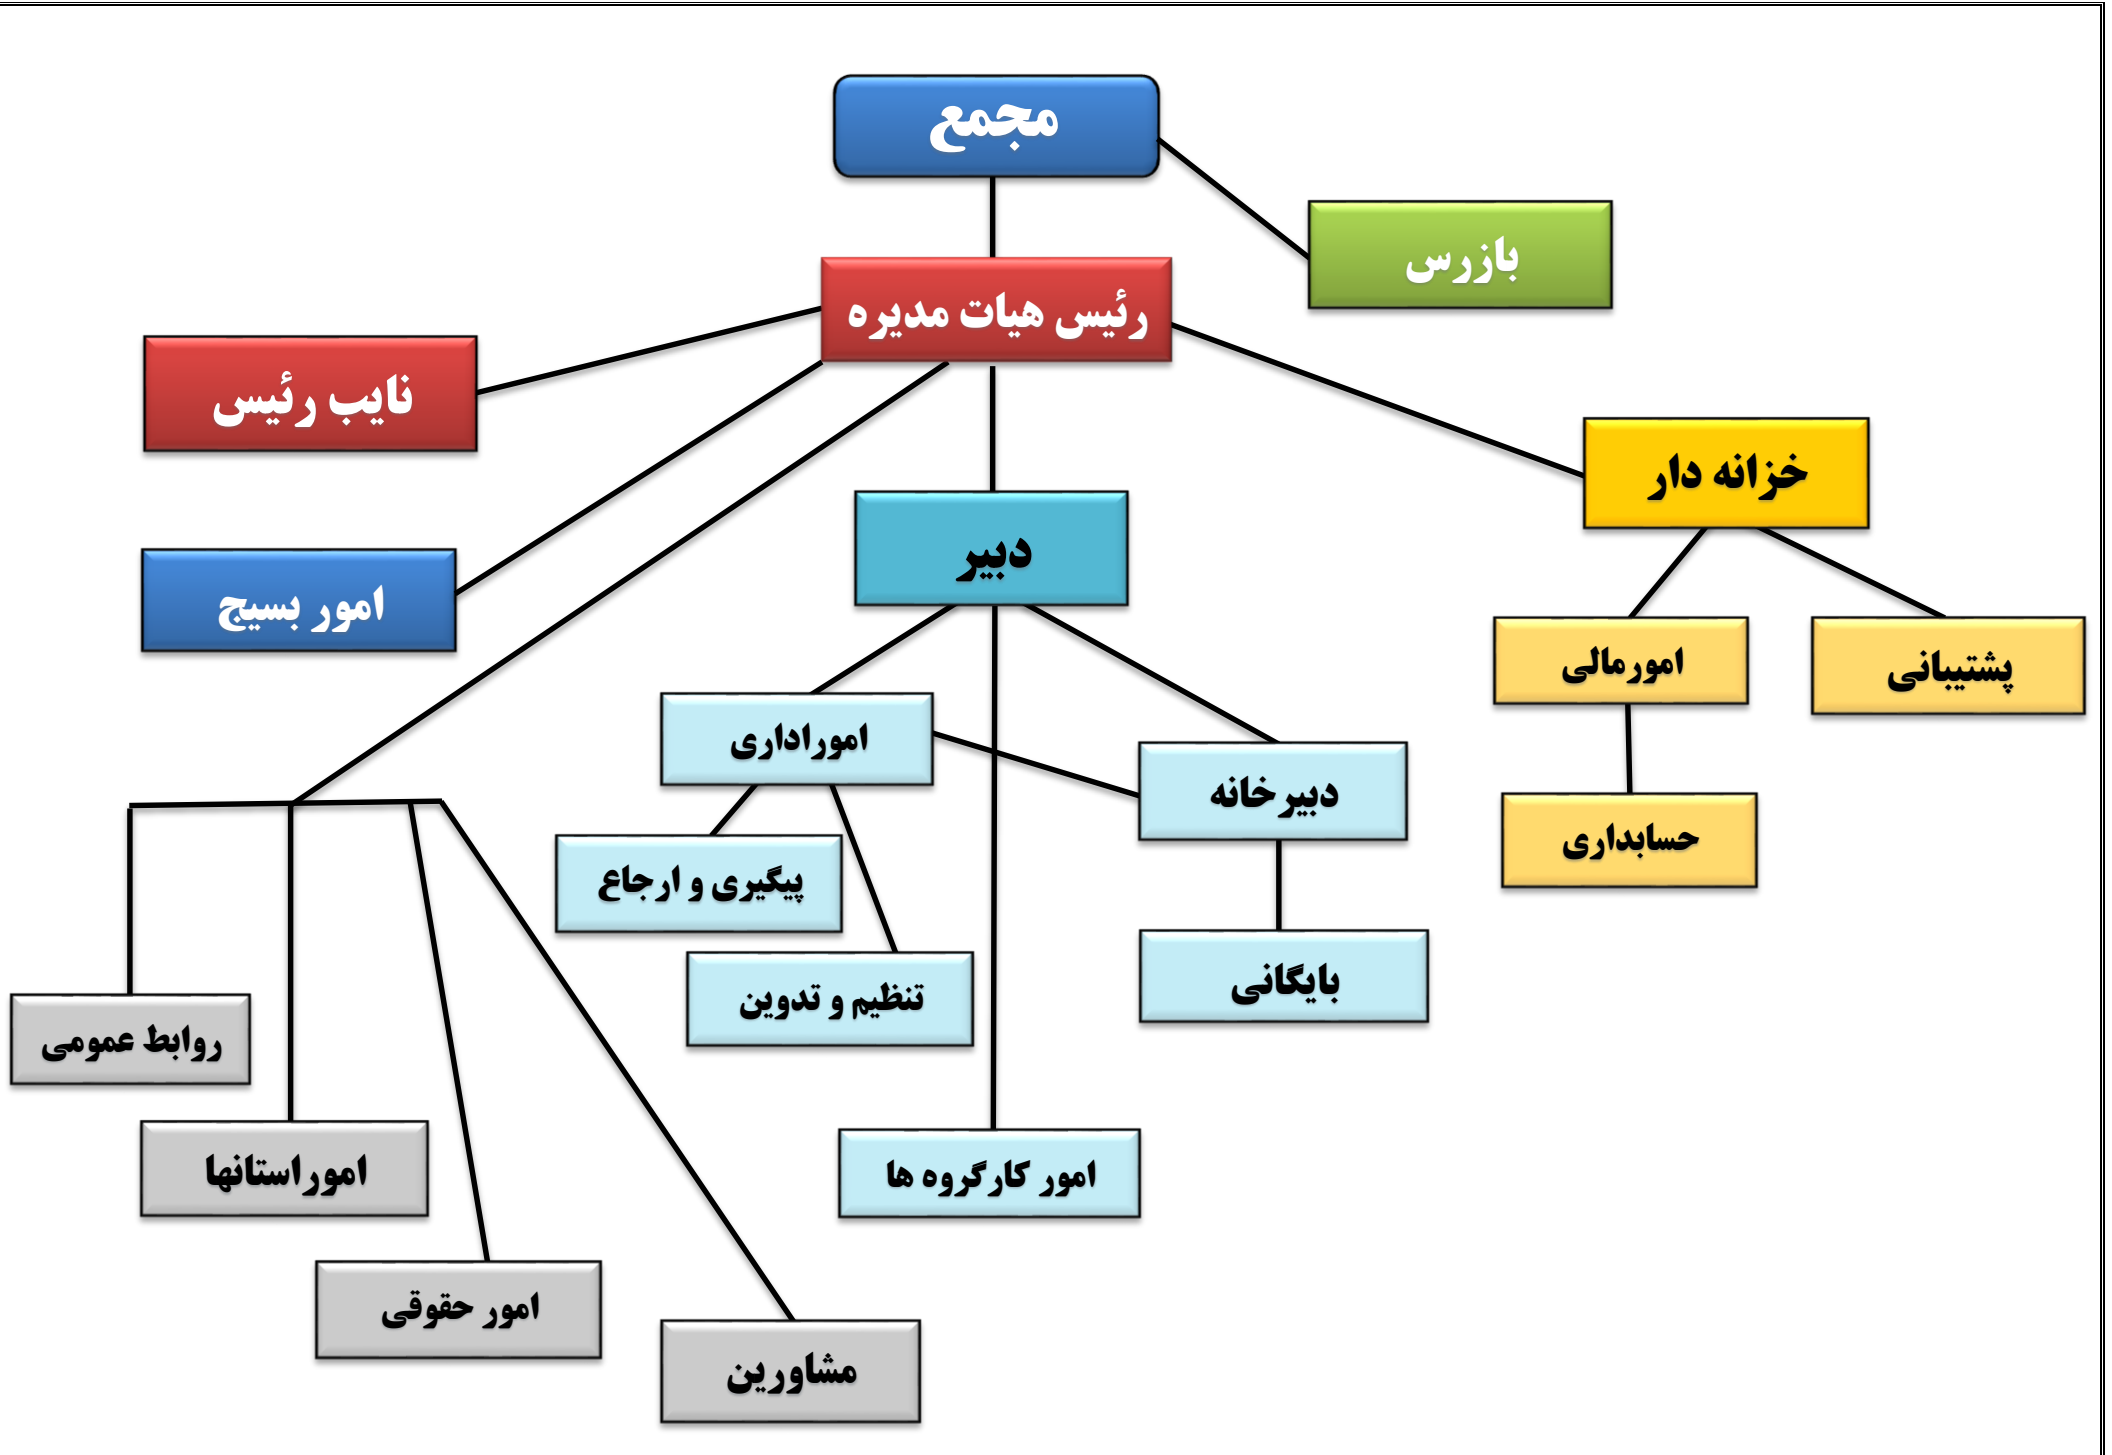 مجمع
بازرس
رئیس هیات مدیره
نایب رئیس
خزانه دار
دبیر
امور بسیج
امورمالی
پشتیبانی
اموراداری
دبیرخانه
حسابداری
پیگیری و ارجاع
بایگانی
تنظیم و تدوین
روابط عمومی
اموراستانها
امور کارگروه ها
امور حقوقی
مشاورین